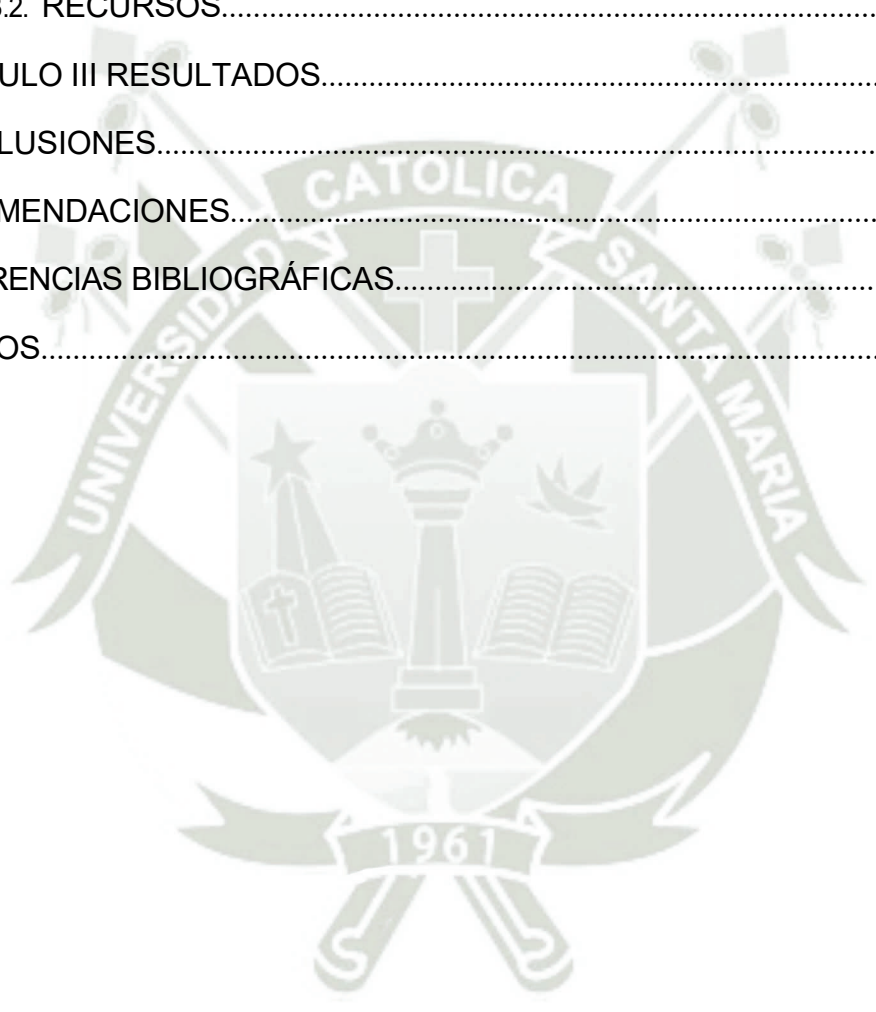 3.2. RECURSOS
ULO III RESULTADOS
LUSIONES
MENDACIONES
RENCIAS BIBLIOGRÁFICAS
OS
UNIVERSIDAD CATOLICA SANTA MARIA
1961